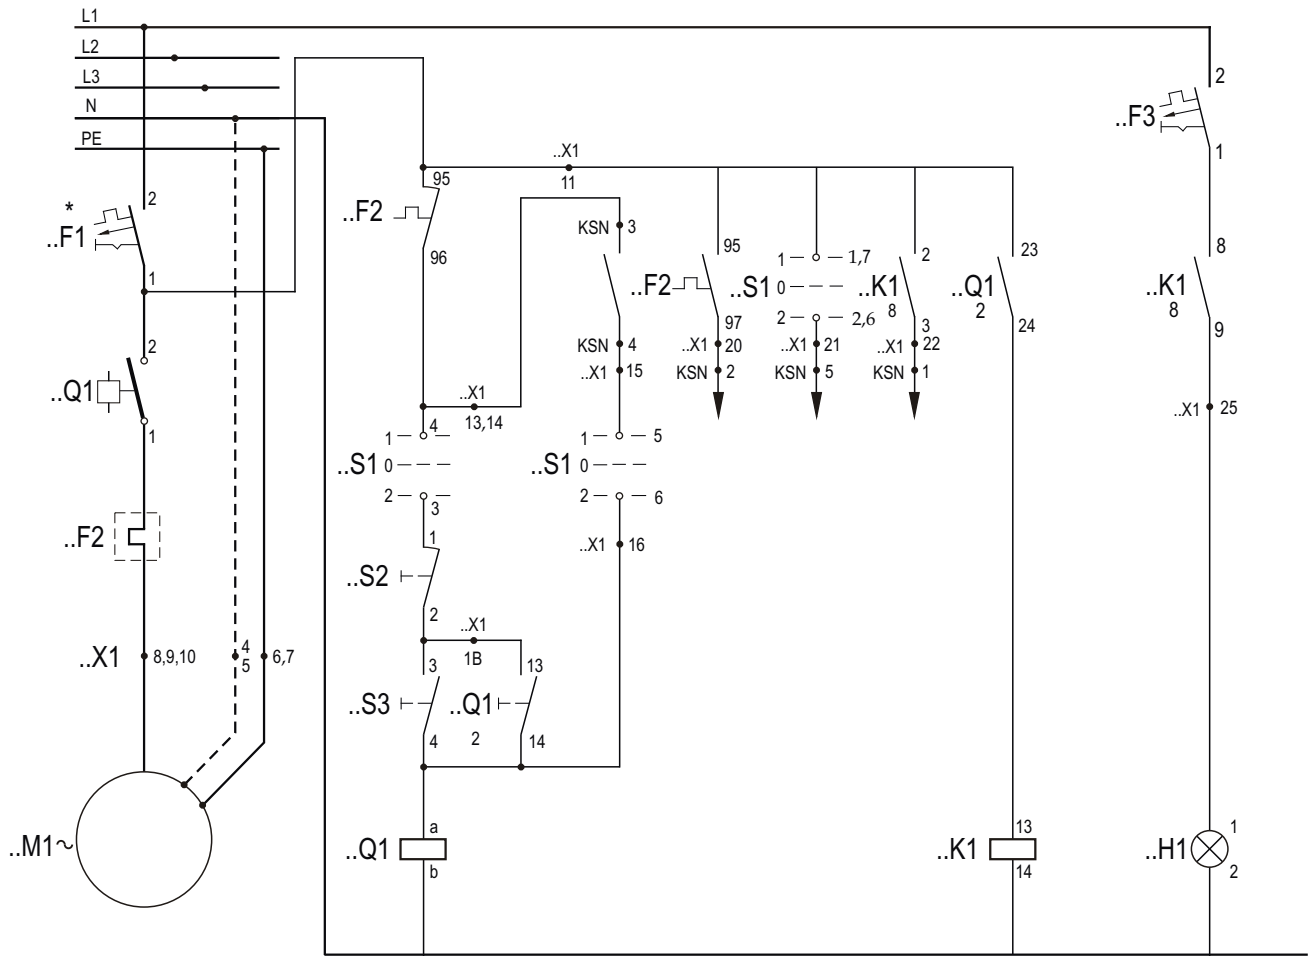 L1
L2
L3
N
PE
2
..F3
1
* 2
..F1
1
..X1
11
95
..F2
96
KSN 3
95
..F2
97
1 1,7
..S1 0
2 2,6
2
..K1
8
3
23
..Q1
2
24
8
..K1
8
9
2
..Q1
1
KSN 4
..X1 15
..X1 20
KSN 2
..X1 21
KSN 5
..X1 22
KSN 1
..X1
13,14
..X1 25
1 4
..S1 0
2 3
1 5
..S1 0
2 6
..F2
1
..S2
2
..X1 16
..X1
1B
..X1 8,9,10
4
5
6,7
3
..S3
4
13
..Q1
2
14
..M1~
a
..Q1
b
13
..K1
14
1
..H1
2